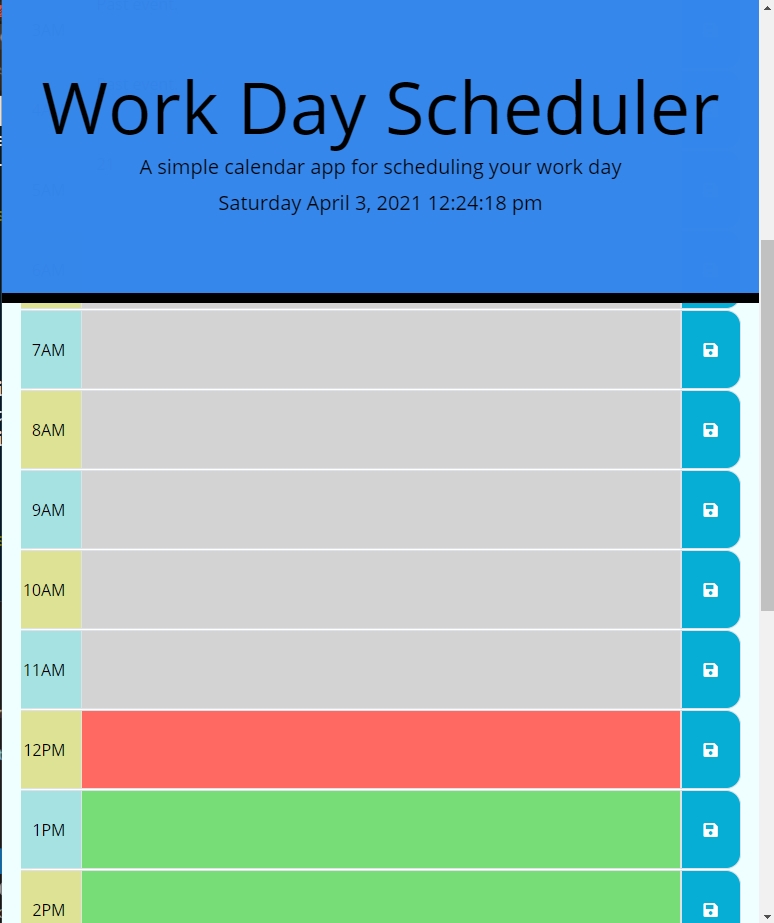 Work Day Scheduler
A simple calendar app for scheduling your work day
Saturday April 3, 2021 12:24:18 pm
7AM
8AM
9AM
10AM
11AM
12PM
1PM
2PM